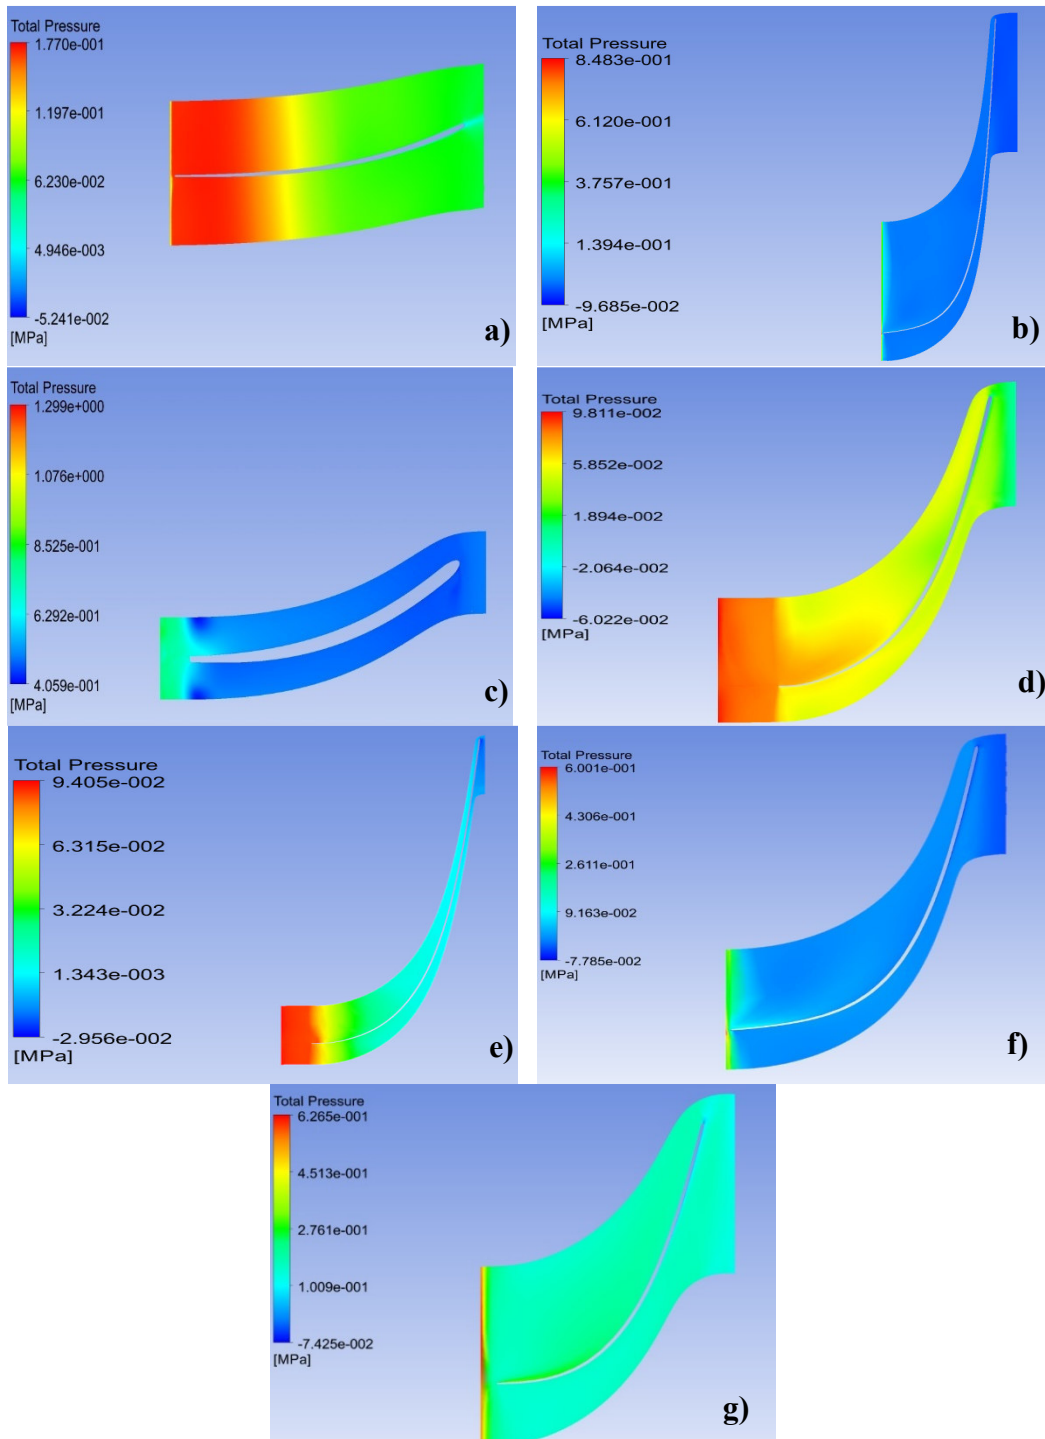 Total Pressure
1.770e-001
1.197e-001
6.230e-002
4.946e-003
-5.241e-002
[MPa]
a)
Total Pressure
8.483e-001
6.120e-001
3.757e-001
1.394e-001
-9.685e-002
[MPa]
b)
Total Pressure
1.299e+000
1.076e+000
8.525e-001
6.292e-001
4.059e-001
[MPa]
c)
Total Pressure
9.811e-002
5.852e-002
1.894e-002
-2.064e-002
-6.022e-002
[MPa]
d)
Total Pressure
9.405e-002
6.315e-002
3.224e-002
1.343e-003
-2.956e-002
[MPa]
e)
Total Pressure
6.001e-001
4.306e-001
2.611e-001
9.163e-002
-7.785e-002
[MPa]
f)
Total Pressure
6.265e-001
4.513e-001
2.761e-001
1.009e-001
-7.425e-002
[MPa]
g)